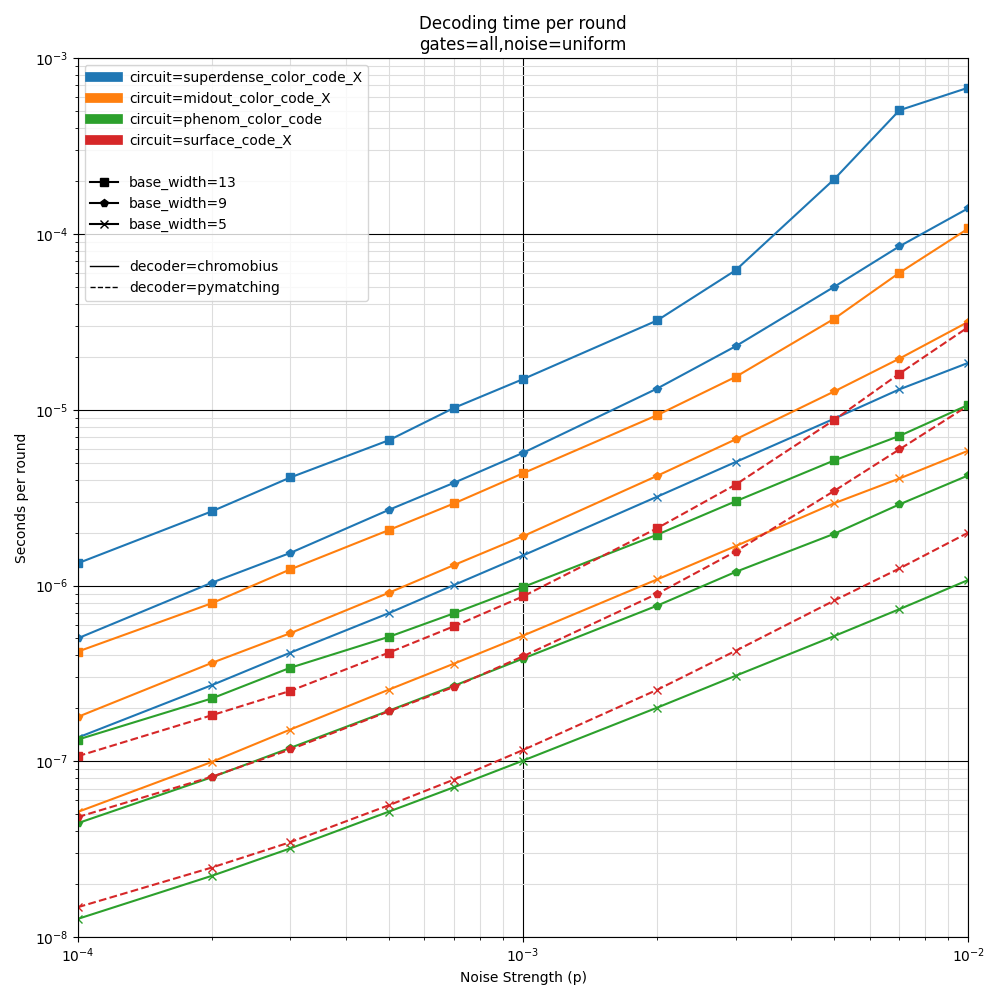 Decoding time per round
gates=all,noise=uniform
circuit=superdense_color_code_X
circuit=midout_color_code_X
circuit=phenom_color_code
circuit=surface_code_X
base_width=13
base_width=9
base_width=5
decoder=chromobius
decoder=pymatching
Seconds per round
10⁻³
10⁻⁴
10⁻⁵
10⁻⁶
10⁻⁷
10⁻⁸
10⁻⁴
10⁻³
10⁻²
Noise Strength (p)